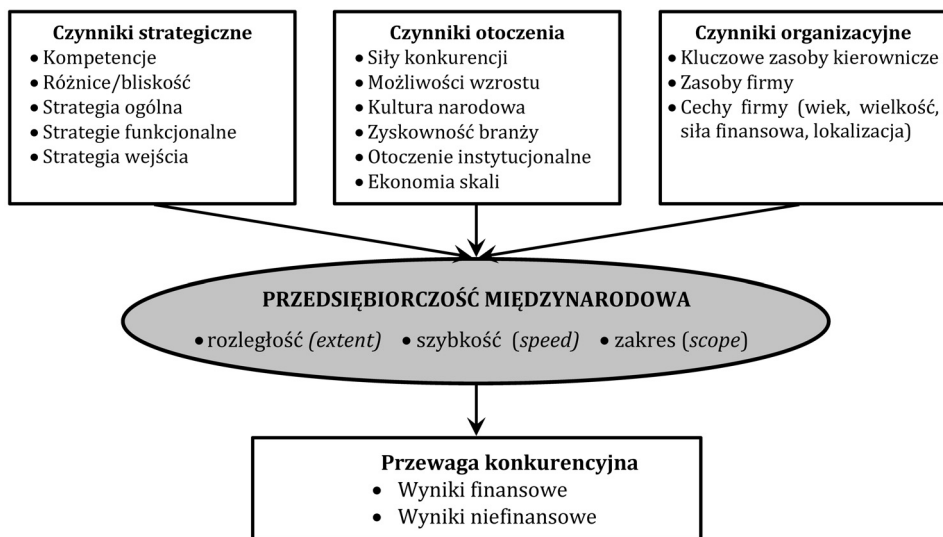 Czynniki strategiczne
• Kompetencje
• Różnice/bliskość
• Strategia ogólna
• Strategie funkcjonalne
• Strategia wejścia
Czynniki otoczenia
• Siły konkurencji
• Możliwości wzrostu
• Kultura narodowa
• Zyskowność branży
• Otoczenie instytucjonalne
• Ekonomia skali
Czynniki organizacyjne
• Kluczowe zasoby kierownicze
• Zasoby firmy
• Cechy firmy (wiek, wielkość,
siła finansowa, lokalizacja)
PRZEDSIĘBIORCZOŚĆ MIĘDZYNARODOWA
• rozległość (extent) • szybkość (speed) • zakres (scope)
Przewaga konkurencyjna
• Wyniki finansowe
• Wyniki niefinansowe